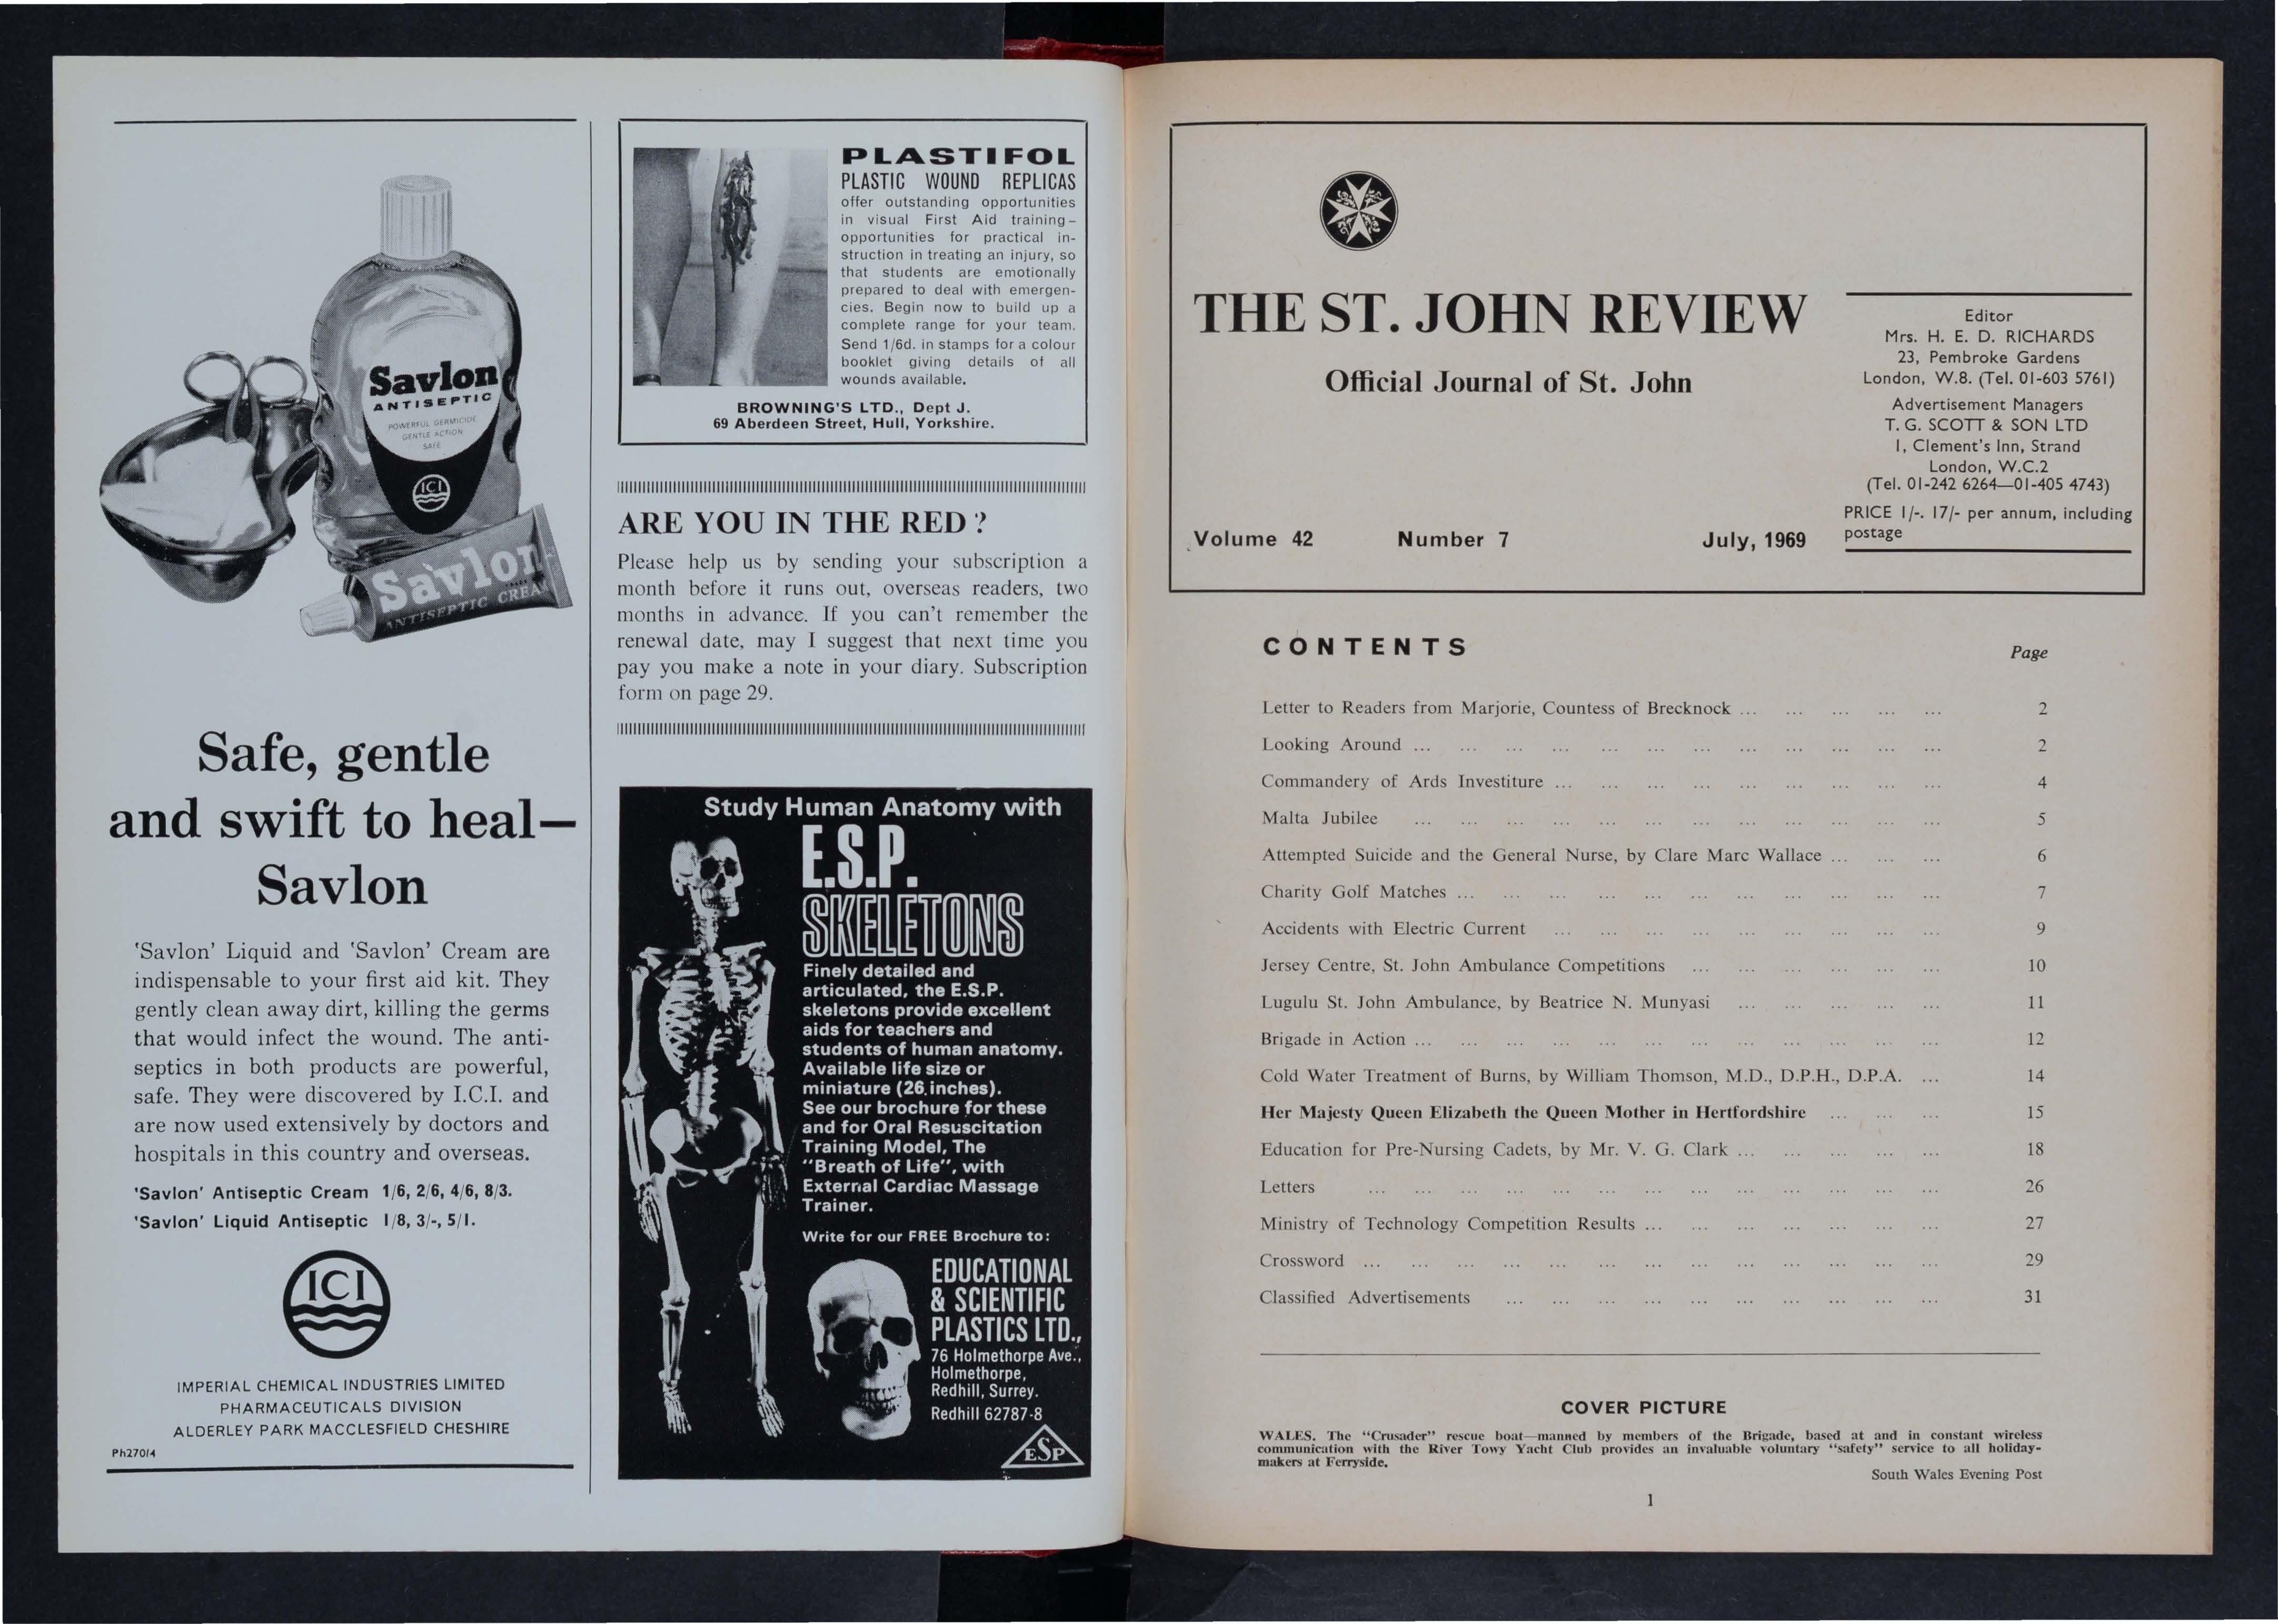 Savlon
ANTISEPTIC
POWERFUL GERMICIDE
GENTLE ACTION
SAFE
ICI
Savlon
ANTISEPTIC CREAM
Safe, gentle
and swift to heal—
Savlon
'Savlon' Liquid and 'Savlon' Cream are
indispensable to your first aid kit. They
gently clean away dirt, killing the germs
that would infect the wound. The anti-
septics in both products are powerful,
safe. They were discovered by I.C.I. and
are now used extensively by doctors and
hospitals in this country and overseas.
'Savlon' Antiseptic Cream 1/6, 2/6, 4/6, 8/3.
'Savlon' Liquid Antiseptic 1/8, 3/-, 5/1.
ICI
IMPERIAL CHEMICAL INDUSTRIES LIMITED
PHARMACEUTICALS DIVISION
ALDERLEY PARK MACCLESFIELD CHESHIRE
Ph270/4
PLASTIFOL
PLASTIC WOUND REPLICAS
offer outstanding opportunities
in visual First Aid training–
opportunities for practical in-
struction in treating an injury, so
that students are emotionally
prepared to deal with emergen-
cies. Begin now to build up a
complete range for your team.
Send 1/6d. in stamps for a colour
booklet giving details of all
wounds available.
BROWNING'S LTD., Dept J.
69 Aberdeen Street, Hull, Yorkshire.
ARE YOU IN THE RED ?
Please help us by sending your subscription a
month before it runs out, overseas readers, two
months in advance. If you can't remember the
renewal date, may I suggest that next time you
pay you make a note in your diary. Subscription
form on page 29.
Study Human Anatomy with
E.S.P.
SKELETONS
Finely detailed and
articulated, the E.S.P.
skeletons provide excellent
aids for teachers and
students of human anatomy.
Available life size or
miniature (26 inches).
See our brochure for these
and for Oral Resuscitation
Training Model, The
"Breath of Life", with
External Cardiac Massage
Trainer.
Write for our FREE Brochure to:
EDUCATIONAL
& SCIENTIFIC
PLASTICS LTD.,
76 Holmethorpe Ave.,
Holmethorpe,
Redhill, Surrey.
Redhill 62787-8
ESP
THE ST. JOHN REVIEW
Official Journal of St. John
Volume 42 Number 7 July, 1969
Editor
Mrs. H. E. D. RICHARDS
23, Pembroke Gardens
London, W.8. (Tel. 01-603 5761)
Advertisement Managers
T. G. SCOTT & SON LTD
1, Clement's Inn, Strand
London, W.C.2
(Tel. 01-242 6264—01-405 4743)
PRICE 1/-. 17/- per annum, including
postage
CONTENTS Page
Letter to Readers from Marjorie, Countess of Brecknock ... ... ... ... ... 2
Looking Around ... ... ... ... ... ... ... ... ... ... ... ... 2
Commandery of Ards Investiture ... ... ... ... ... ... ... ... ... 4
Malta Jubilee ... ... ... ... ... ... ... ... ... ... ... ... 5
Attempted Suicide and the General Nurse, by Clare Marc Wallace ... ... ... 6
Charity Golf Matches ... ... ... ... ... ... ... ... ... ... ... 7
Accidents with Electric Current ... ... ... ... ... ... ... ... ... 9
Jersey Centre, St. John Ambulance Competitions ... ... ... ... ... ... 10
Lugulu St. John Ambulance, by Beatrice N. Munyasi ... ... ... ... ... 11
Brigade in Action ... ... ... ... ... ... ... ... ... ... ... ... 12
Cold Water Treatment of Burns, by William Thomson, M.D., D.P.H., D.P.A. ... 14
Her Majesty Queen Elizabeth the Queen Mother in Hertfordshire ... ... ... 15
Education for Pre-Nursing Cadets, by Mr. V. G. Clark ... ... ... ... ... 18
Letters ... ... ... ... ... ... ... ... ... ... ... ... ... 26
Ministry of Technology Competition Results ... ... ... ... ... ... ... 27
Crossword ... ... ... ... ... ... ... ... ... ... ... ... ... 29
Classified Advertisements ... ... ... ... ... ... ... ... ... ... 31
COVER PICTURE
WALES. The "Crusader" rescue boat—manned by members of the Brigade, based at and in constant wireless
communication with the River Towy Yacht Club provides an invaluable voluntary "safety" service to all holiday-
makers at Ferryside.
South Wales Evening Post
1